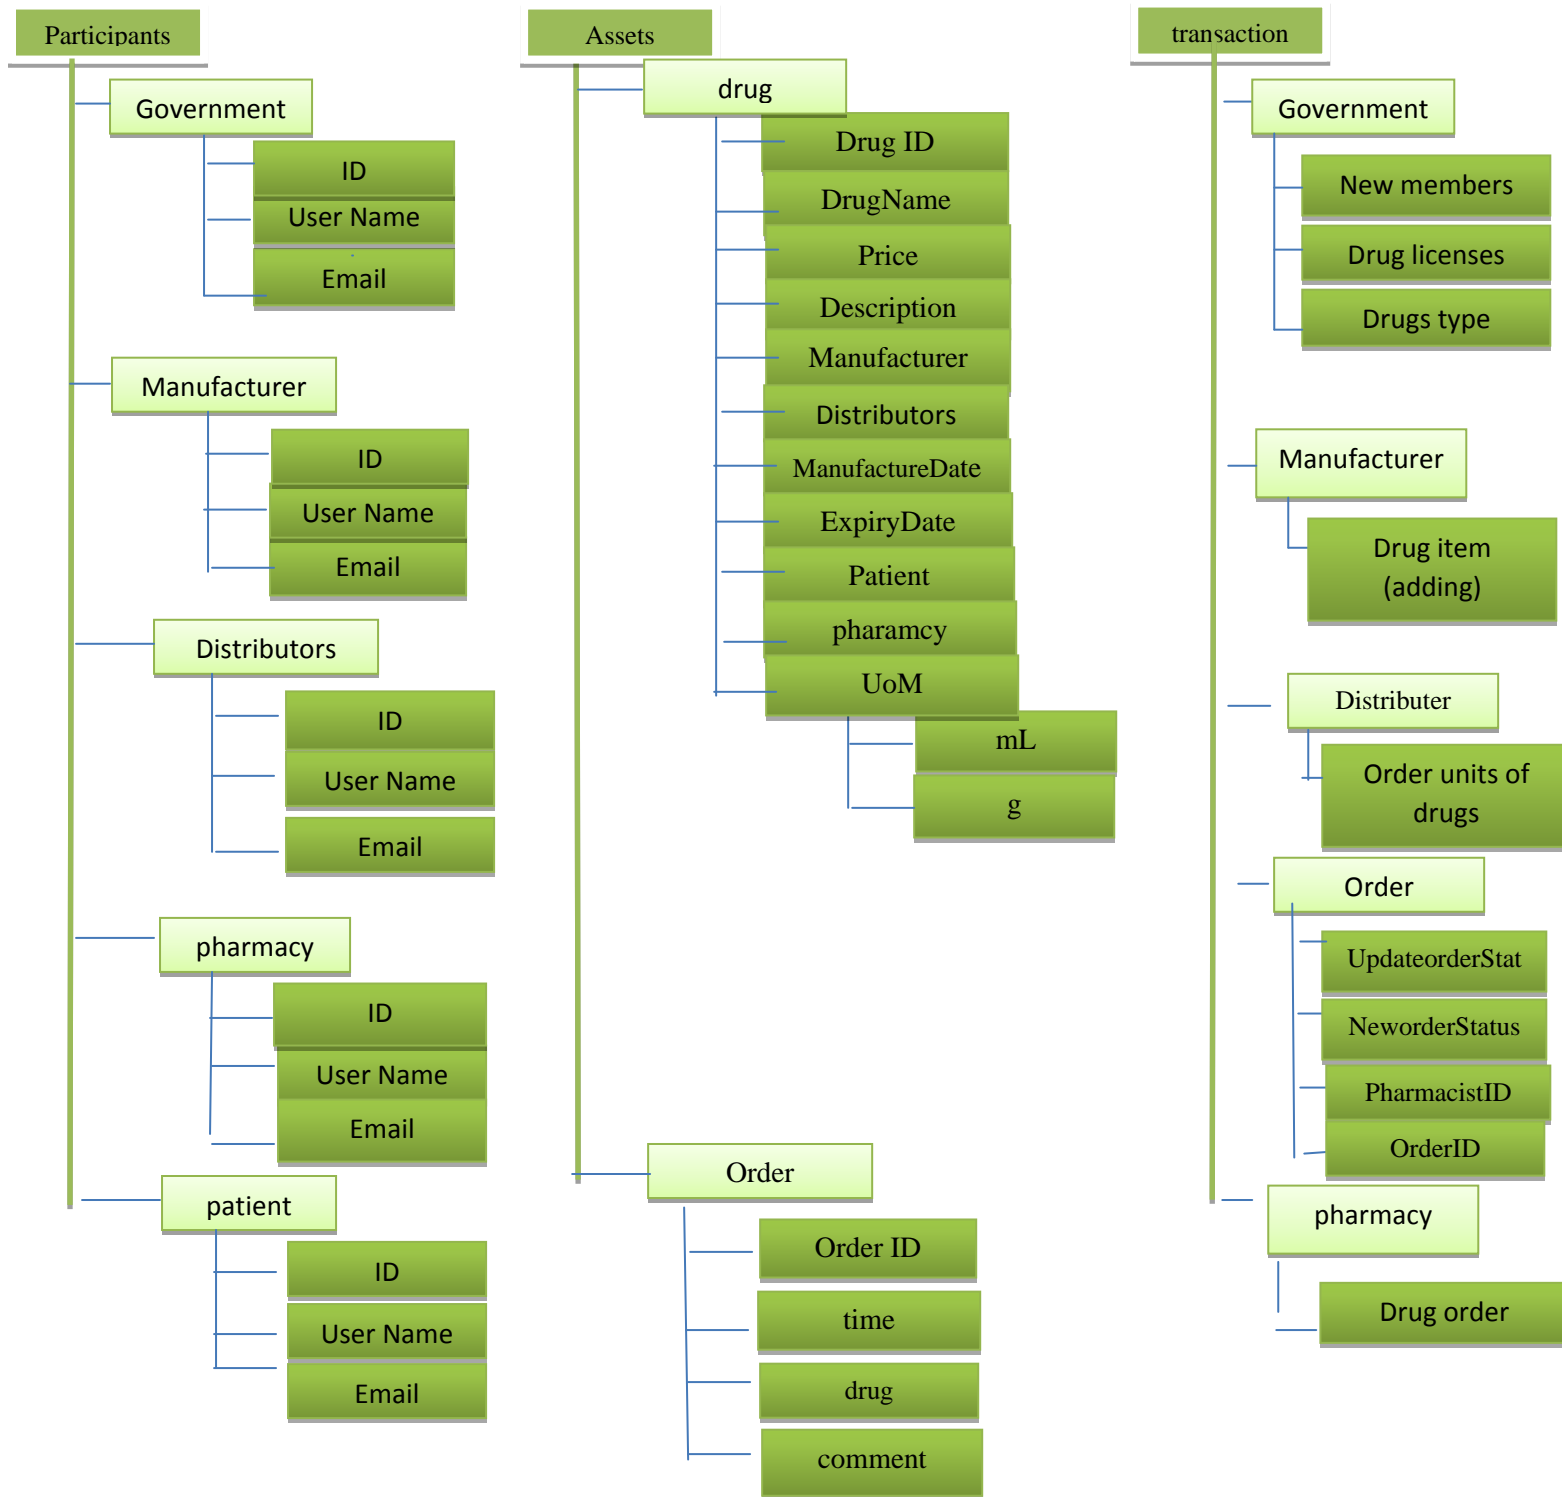 Participants
Government
ID
User Name
Email
Manufacturer
ID
User Name
Email
Distributors
ID
User Name
Email
pharmacy
ID
User Name
Email
patient
ID
User Name
Email
Assets
drug
Drug ID
DrugName
Price
Description
Manufacturer
Distributors
ManufactureDate
ExpiryDate
Patient
pharamcy
UoM
mL
g
Order
Order ID
time
drug
comment
transaction
Government
New members
Drug licenses
Drugs type
Manufacturer
Drug item
(adding)
Distributer
Order units of
drugs
Order
UpdateorderStat
NeworderStatus
PharmacistID
OrderID
pharmacy
Drug order